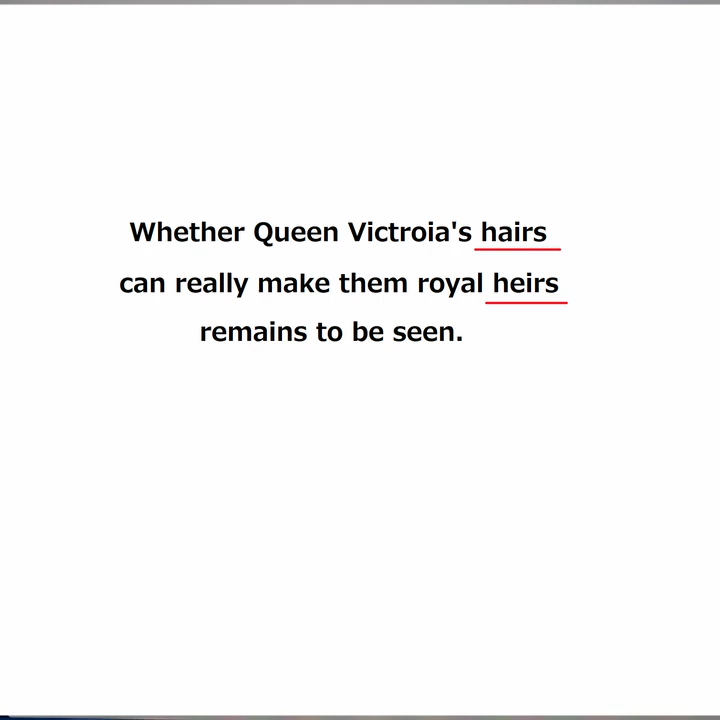 Whether Queen Victroia's hairs
can really make them royal heirs
remains to be seen.